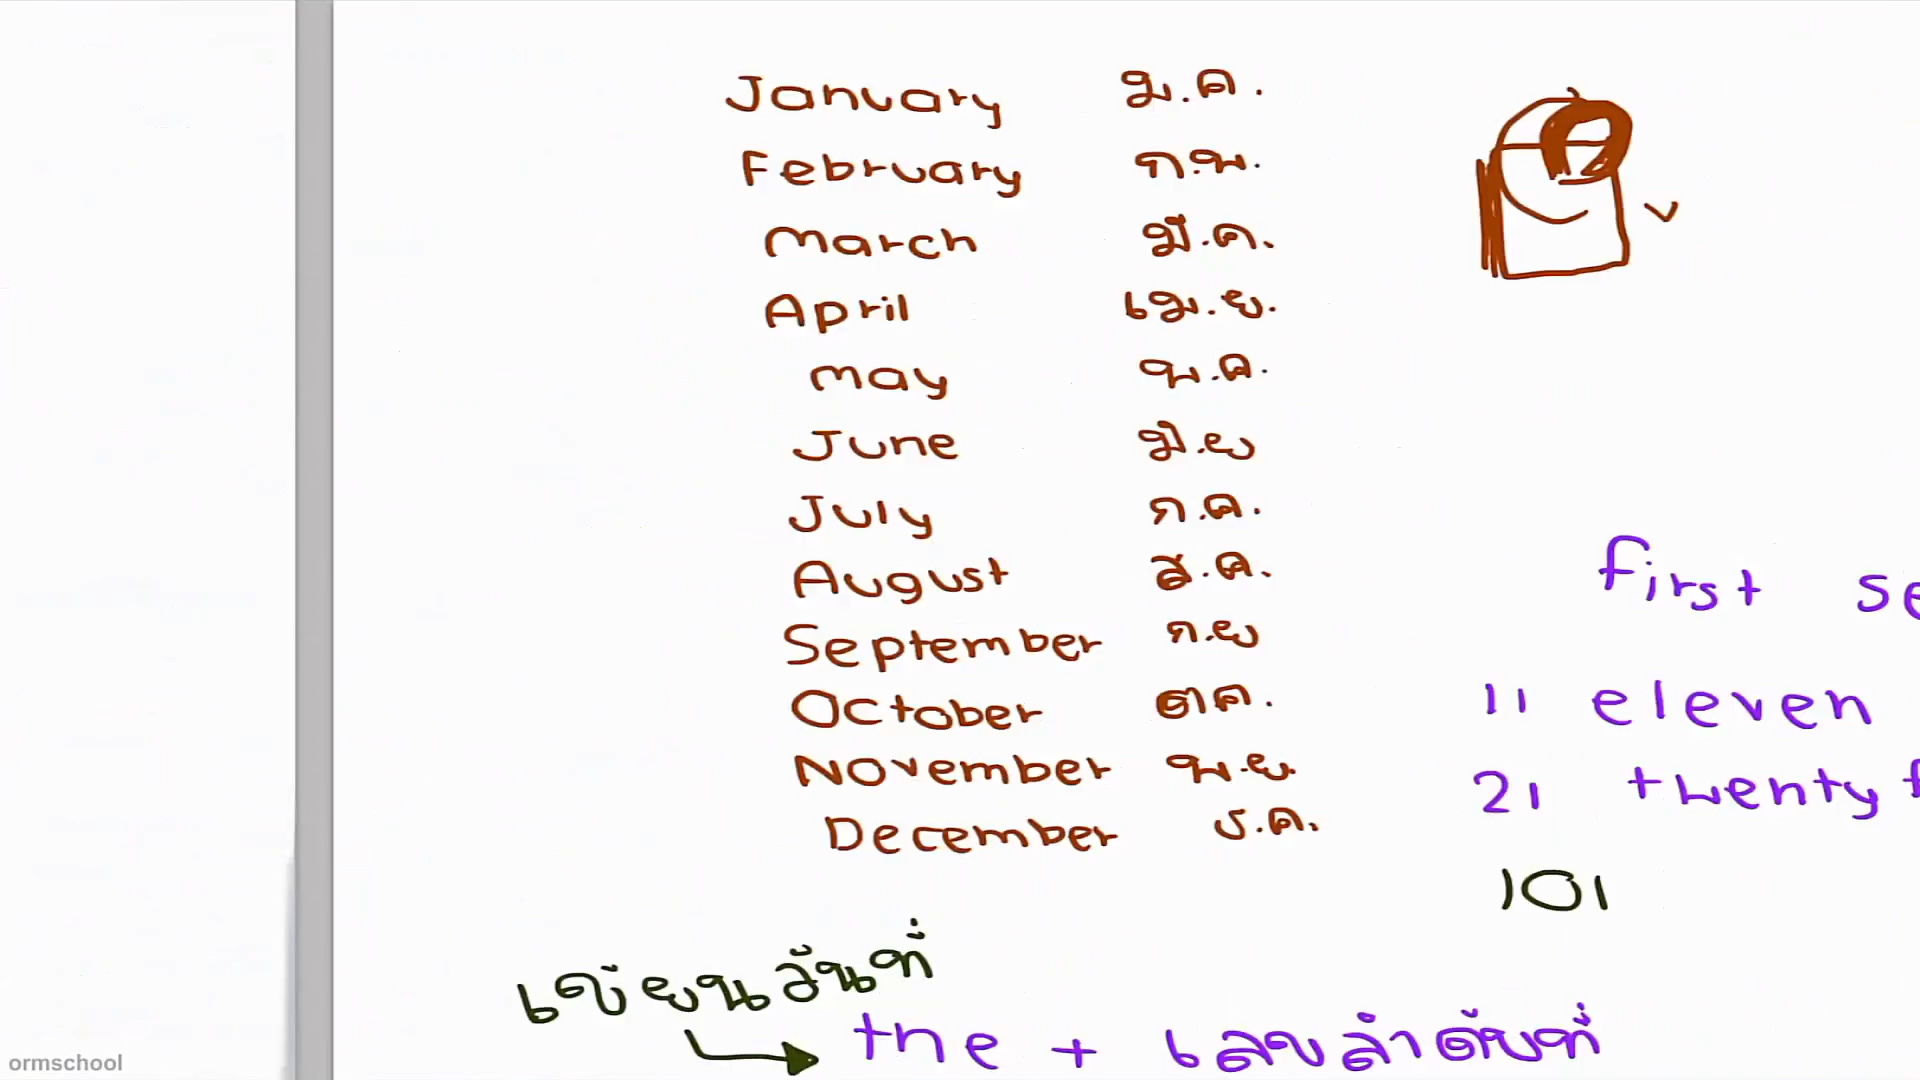 January ม.ค.
February ก.พ.
March มี.ค.
April เม.ย.
may พ.ค.
June มิ.ย
July ก.ค.
August ส.ค.
September ก.ย
October ตค.
November พ.ย.
December ธ.ค.
first se
11 eleven
21 twenty f
101
เขียนวันที่
the + เลขลำดับที่
ormschool